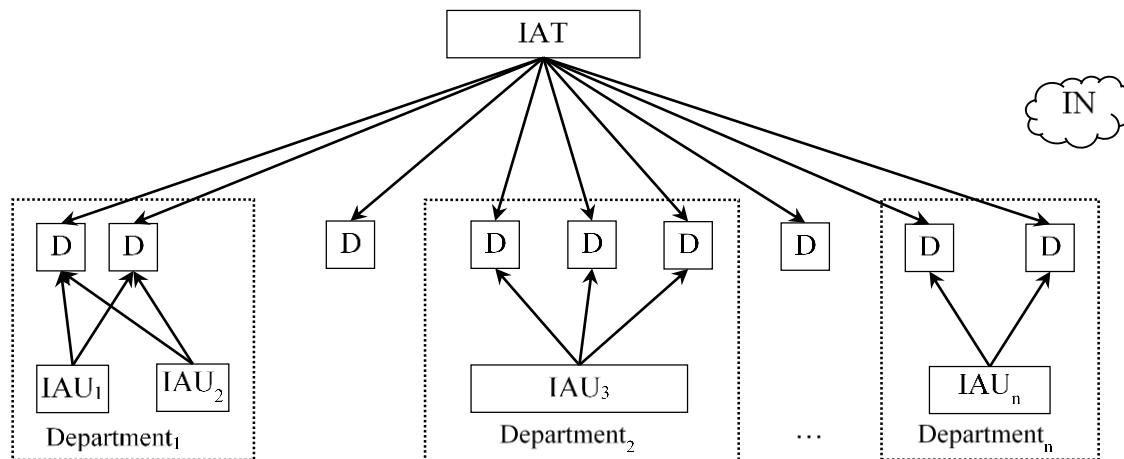 IAT
IN
D D D D D D D D D
IAU₁ IAU₂ IAU₃ IAUₙ
Department₁ Department₂ ... Departmentₙ